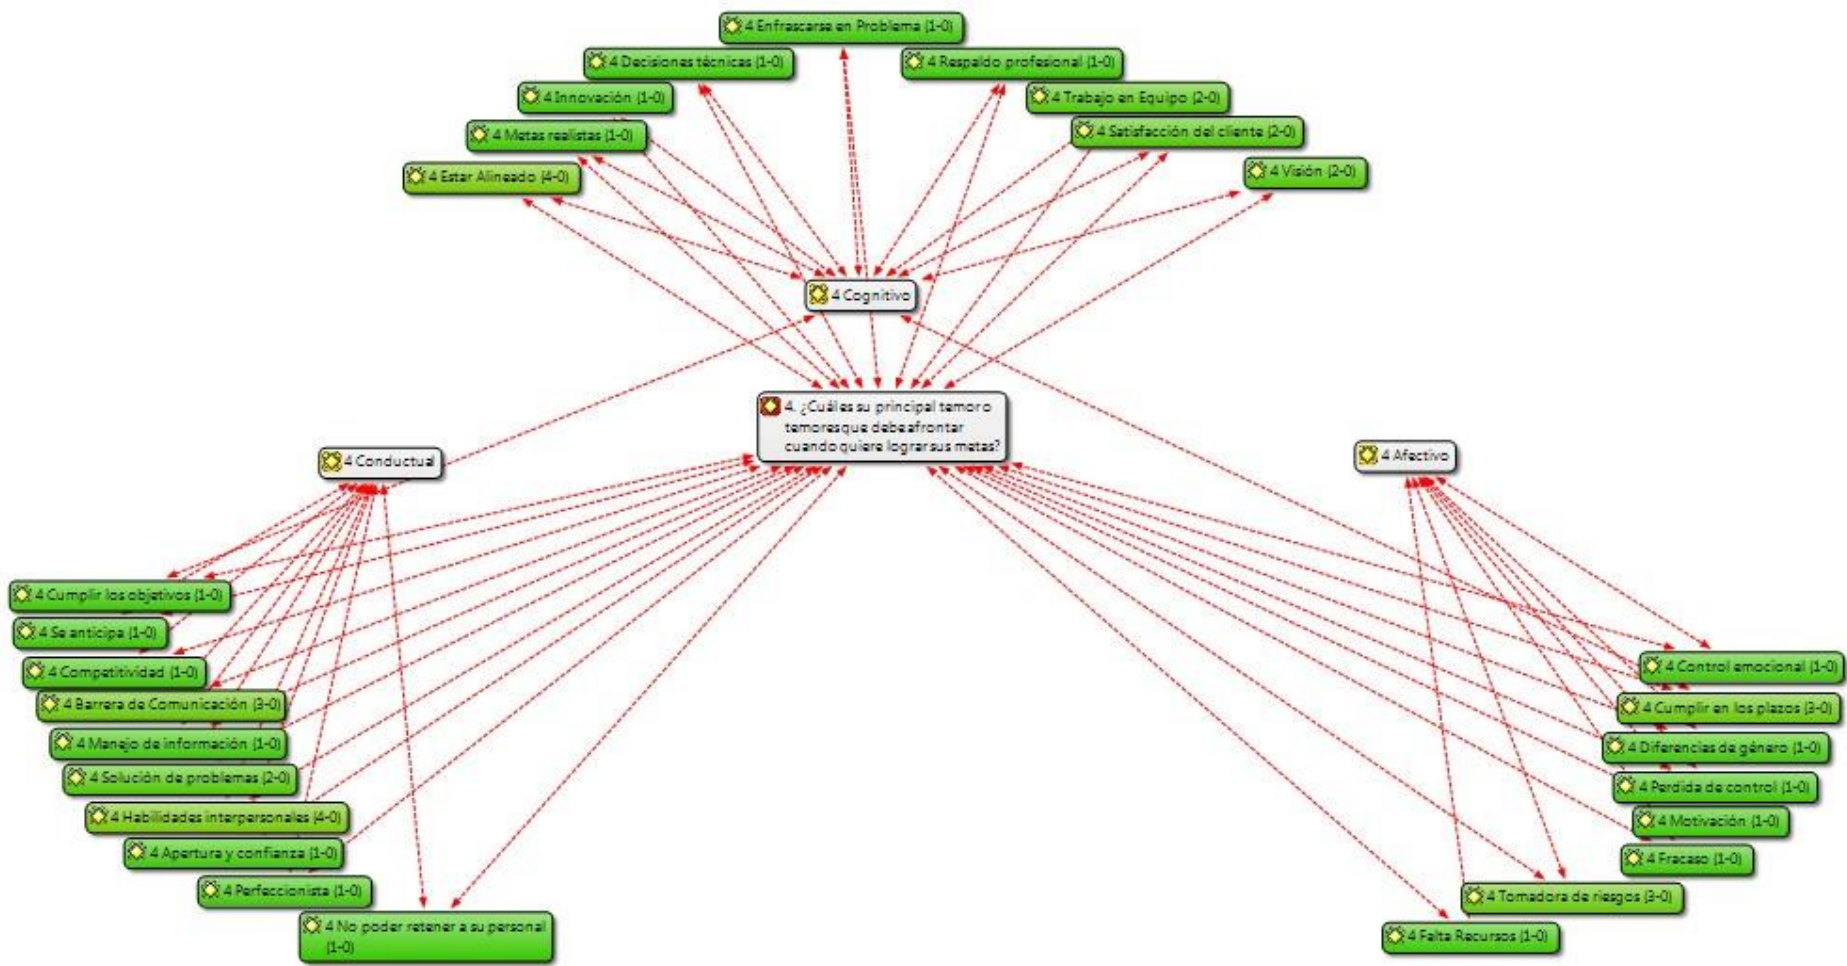 4 Enfrascarse en Problema (1-0)
4 Decisiones técnicas (1-0)
4 Respaldo profesional (1-0)
4 Innovación (1-0)
4 Trabajo en Equipo (2-0)
4 Metas realistas (1-0)
4 Satisfacción del cliente (2-0)
4 Estar Alineado (4-0)
4 Visión (2-0)
4 Cognitivo
4. ¿Cuáles su principal temor o
temores que debe afrontar
cuando quiere lograr sus metas?
4 Conductual
4 Afectivo
4 Cumplir los objetivos (1-0)
4 Se anticipa (1-0)
4 Competitividad (1-0)
4 Barrera de Comunicación (3-0)
4 Manejo de información (1-0)
4 Solución de problemas (2-0)
4 Habilidades interpersonales (4-0)
4 Apertura y confianza (1-0)
4 Perfeccionista (1-0)
4 No poder retener a su personal
(1-0)
4 Control emocional (1-0)
4 Cumplir en los plazos (3-0)
4 Diferencias de género (1-0)
4 Perdida de control (1-0)
4 Motivación (1-0)
4 Fracaso (1-0)
4 Tomadora de riesgos (3-0)
4 Falta Recursos (1-0)